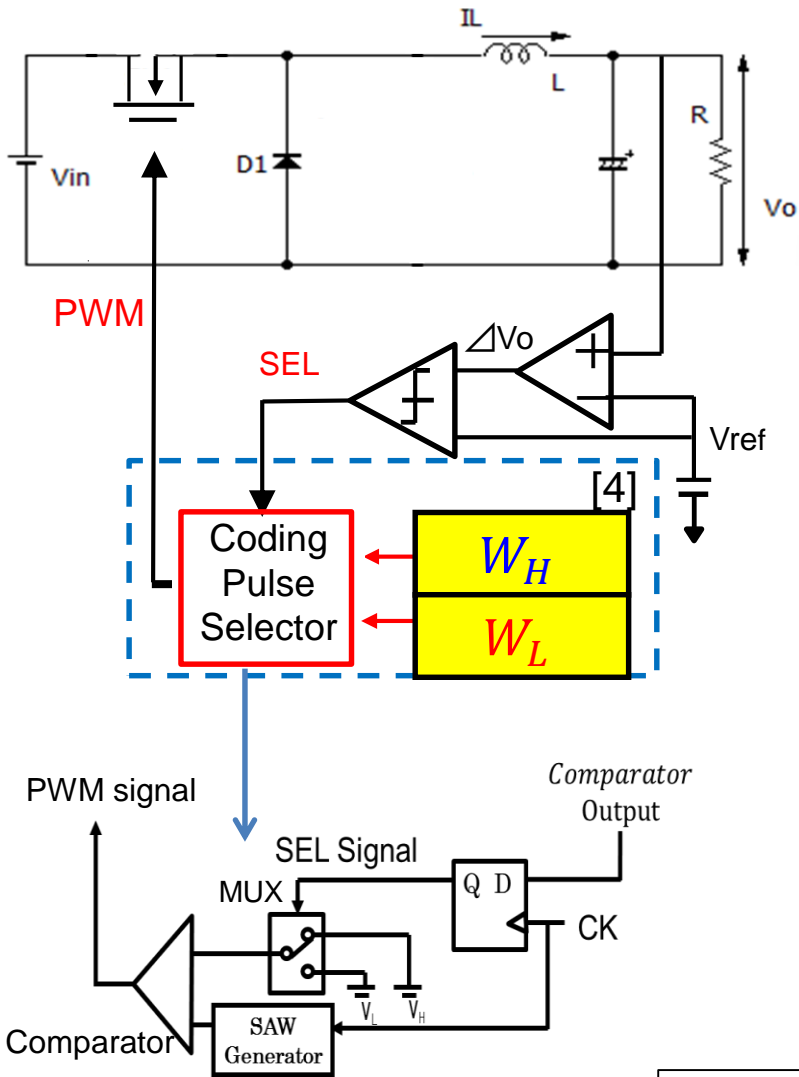 IL
L
R
Vin
D1
Vo
PWM
SEL
⊿Vo
Vref
[4]
Coding
Pulse
Selector
W_H
W_L
Comparator
Output
PWM signal
SEL Signal
MUX
Q D
CK
V_L
V_H
SAW
Generator
Comparator